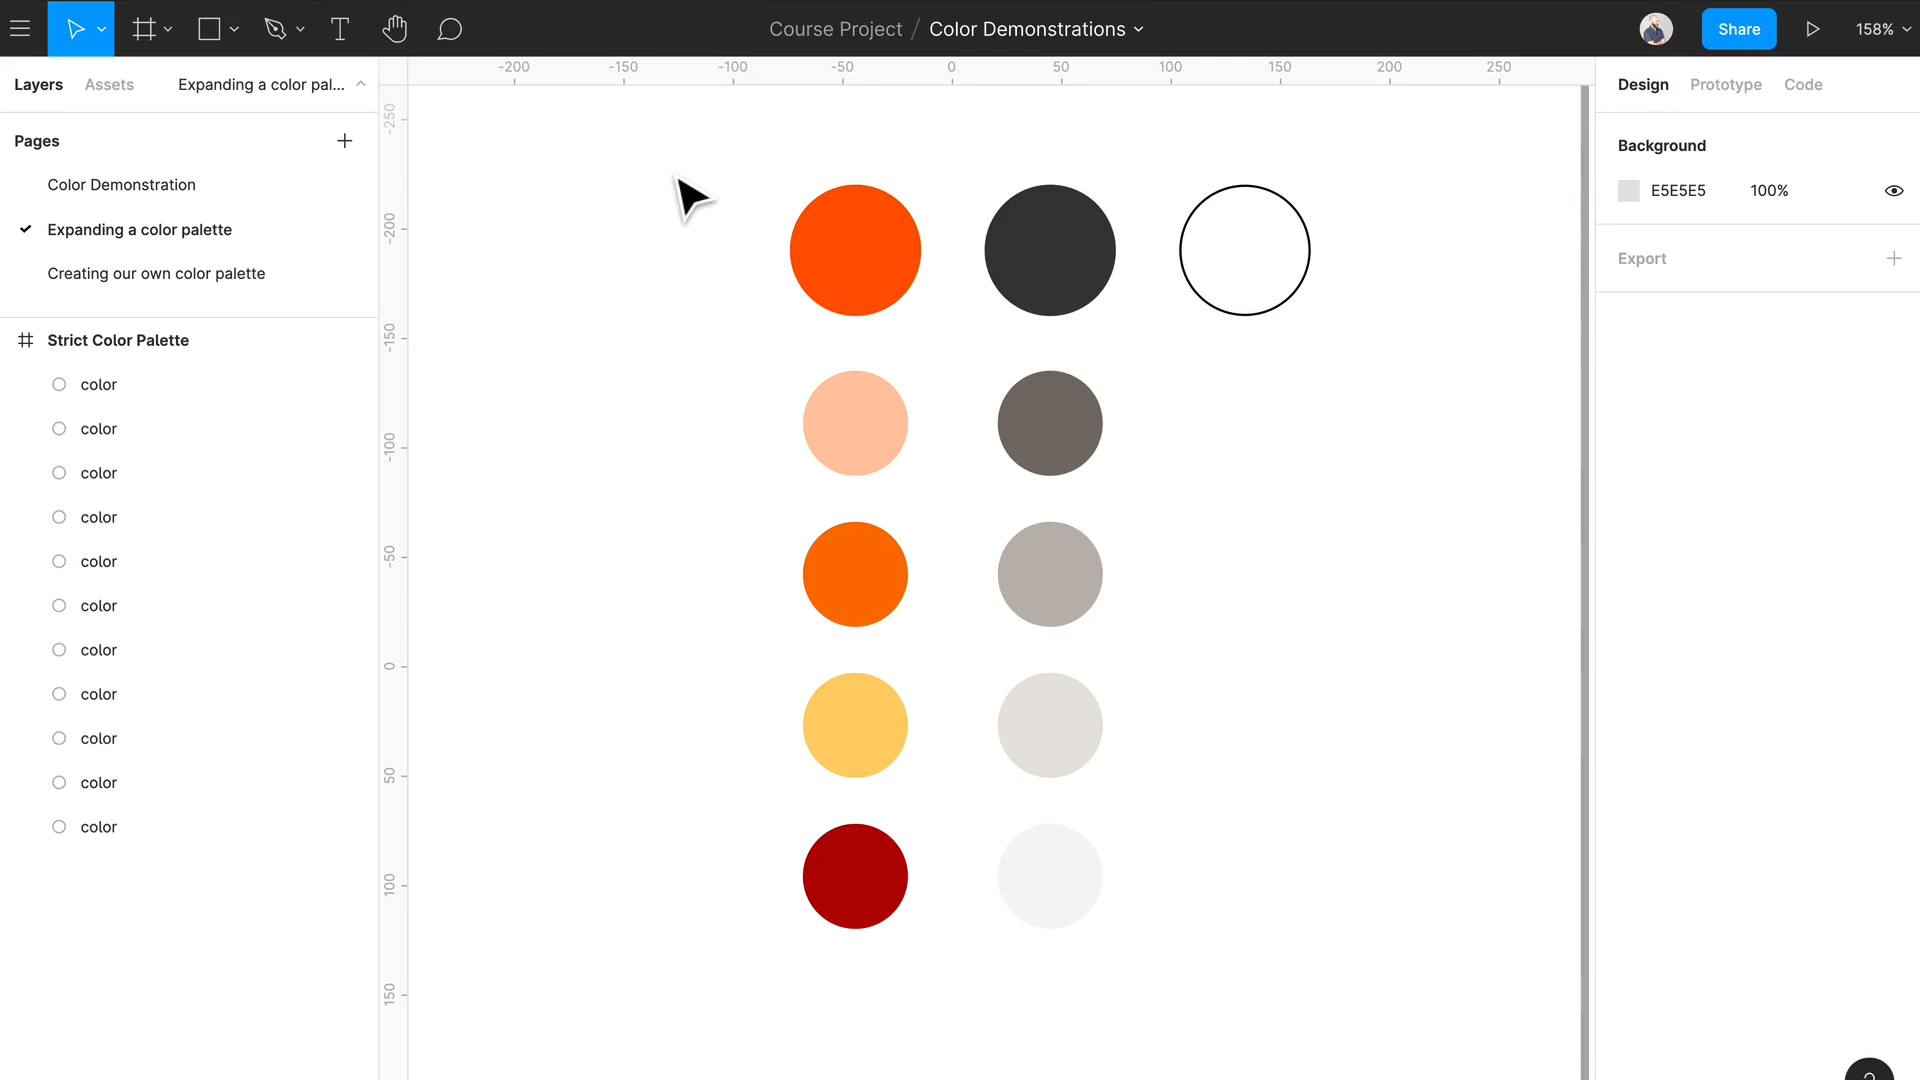 Course Project / Color Demonstrations
Share
158%
Layers
Assets
Expanding a color pal...
Pages
Color Demonstration
Expanding a color palette
Creating our own color palette
Strict Color Palette
color
color
color
color
color
color
color
color
color
color
color
-200
-150
-100
-50
0
50
100
150
200
250
-250
-200
-150
-100
-50
0
50
100
150
Design
Prototype
Code
Background
E5E5E5
100%
Export